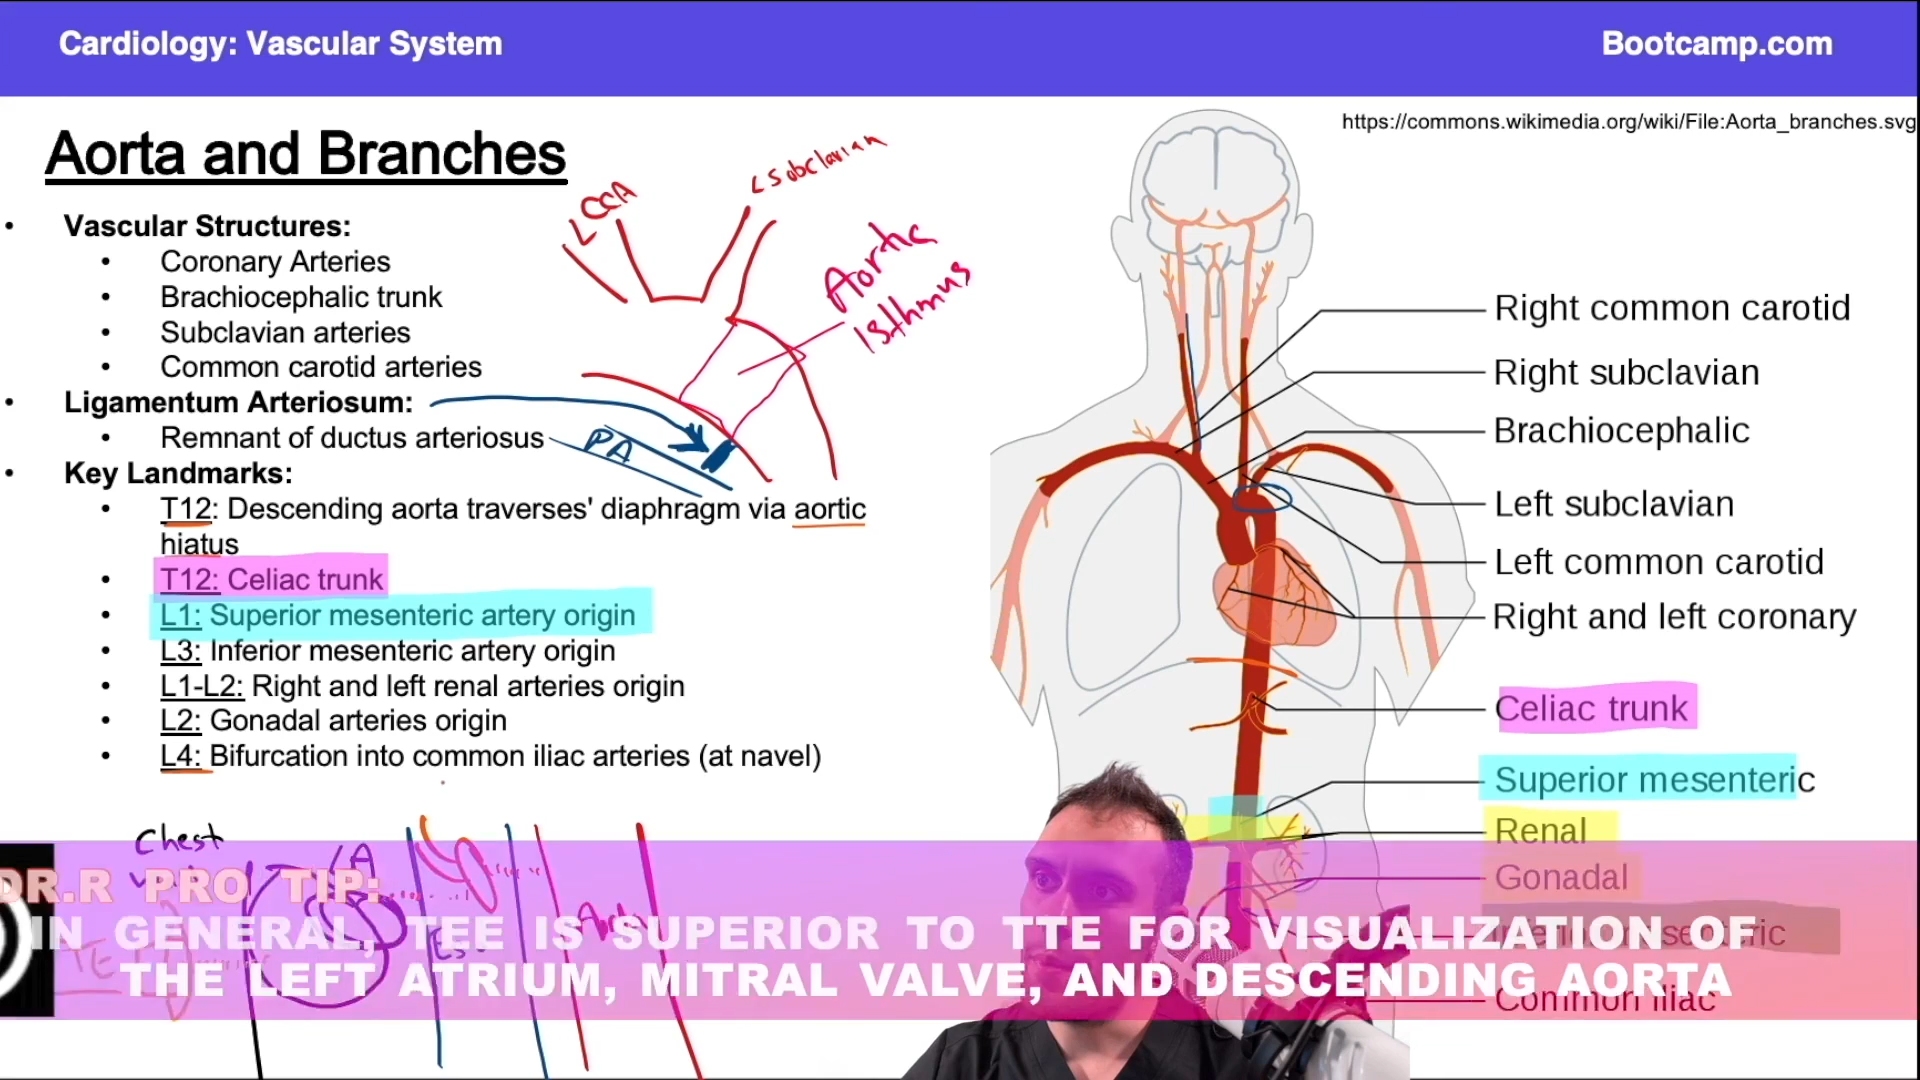 Cardiology: Vascular System
Bootcamp.com
https://commons.wikimedia.org/wiki/File:Aorta_branches.svg
Aorta and Branches
• Vascular Structures:
• Coronary Arteries
• Brachiocephalic trunk
• Subclavian arteries
• Common carotid arteries
• Ligamentum Arteriosum:
• Remnant of ductus arteriosus
• Key Landmarks:
• T12: Descending aorta traverses' diaphragm via aortic
hiatus
• T12: Celiac trunk
• L1: Superior mesenteric artery origin
• L3: Inferior mesenteric artery origin
• L1-L2: Right and left renal arteries origin
• L2: Gonadal arteries origin
• L4: Bifurcation into common iliac arteries (at navel)
LCCA
L Subclavian
Aortic
Isthmus
PA
Right common carotid
Right subclavian
Brachiocephalic
Left subclavian
Left common carotid
Right and left coronary
Celiac trunk
Superior mesenteric
Renal
Gonadal
Inferior mesenteric
Common iliac
Chest
LA
DR.R PRO TIP:
IN GENERAL, TEE IS SUPERIOR TO TTE FOR VISUALIZATION OF
THE LEFT ATRIUM, MITRAL VALVE, AND DESCENDING AORTA